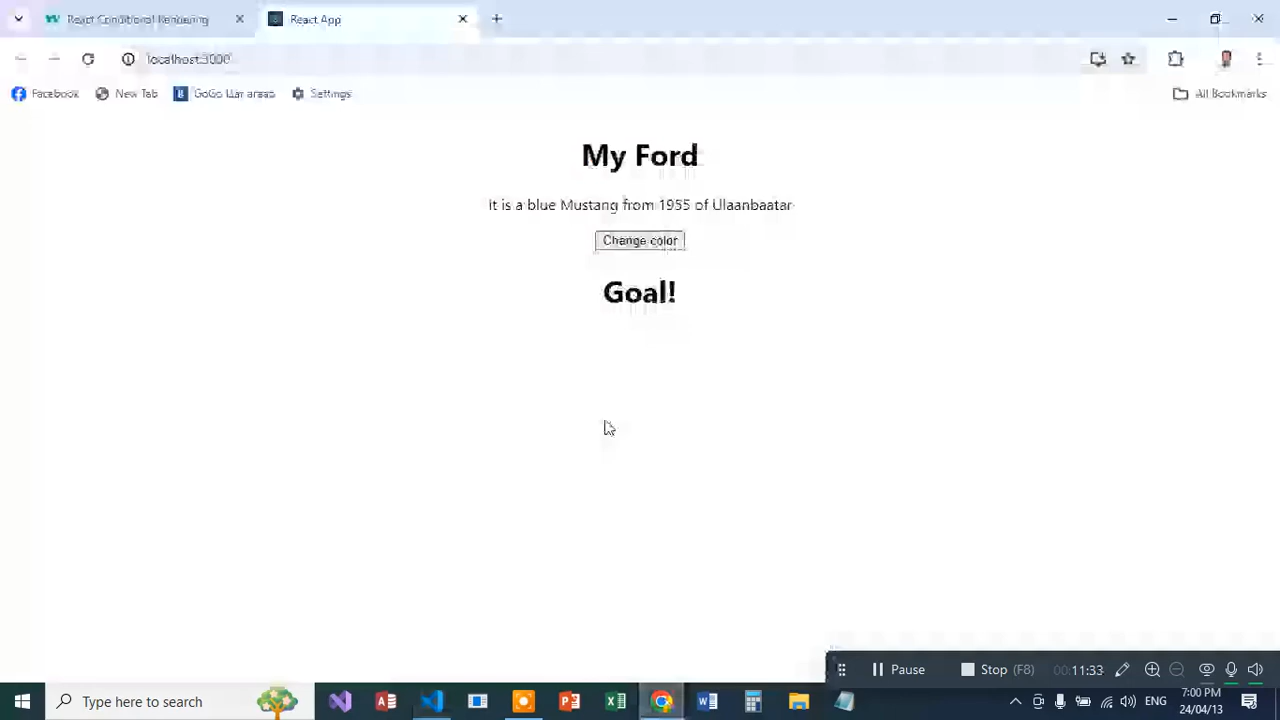 React Conditional Rendering
React App
localhost:3000
Facebook
New Tab
Settings
All Bookmarks
My Ford
It is a blue Mustang from 1955 of Ulaanbaatar
Change color
Goal!
Pause
Stop (F8)
00:11:33
Type here to search
ENG
7:00 PM
24/04/13